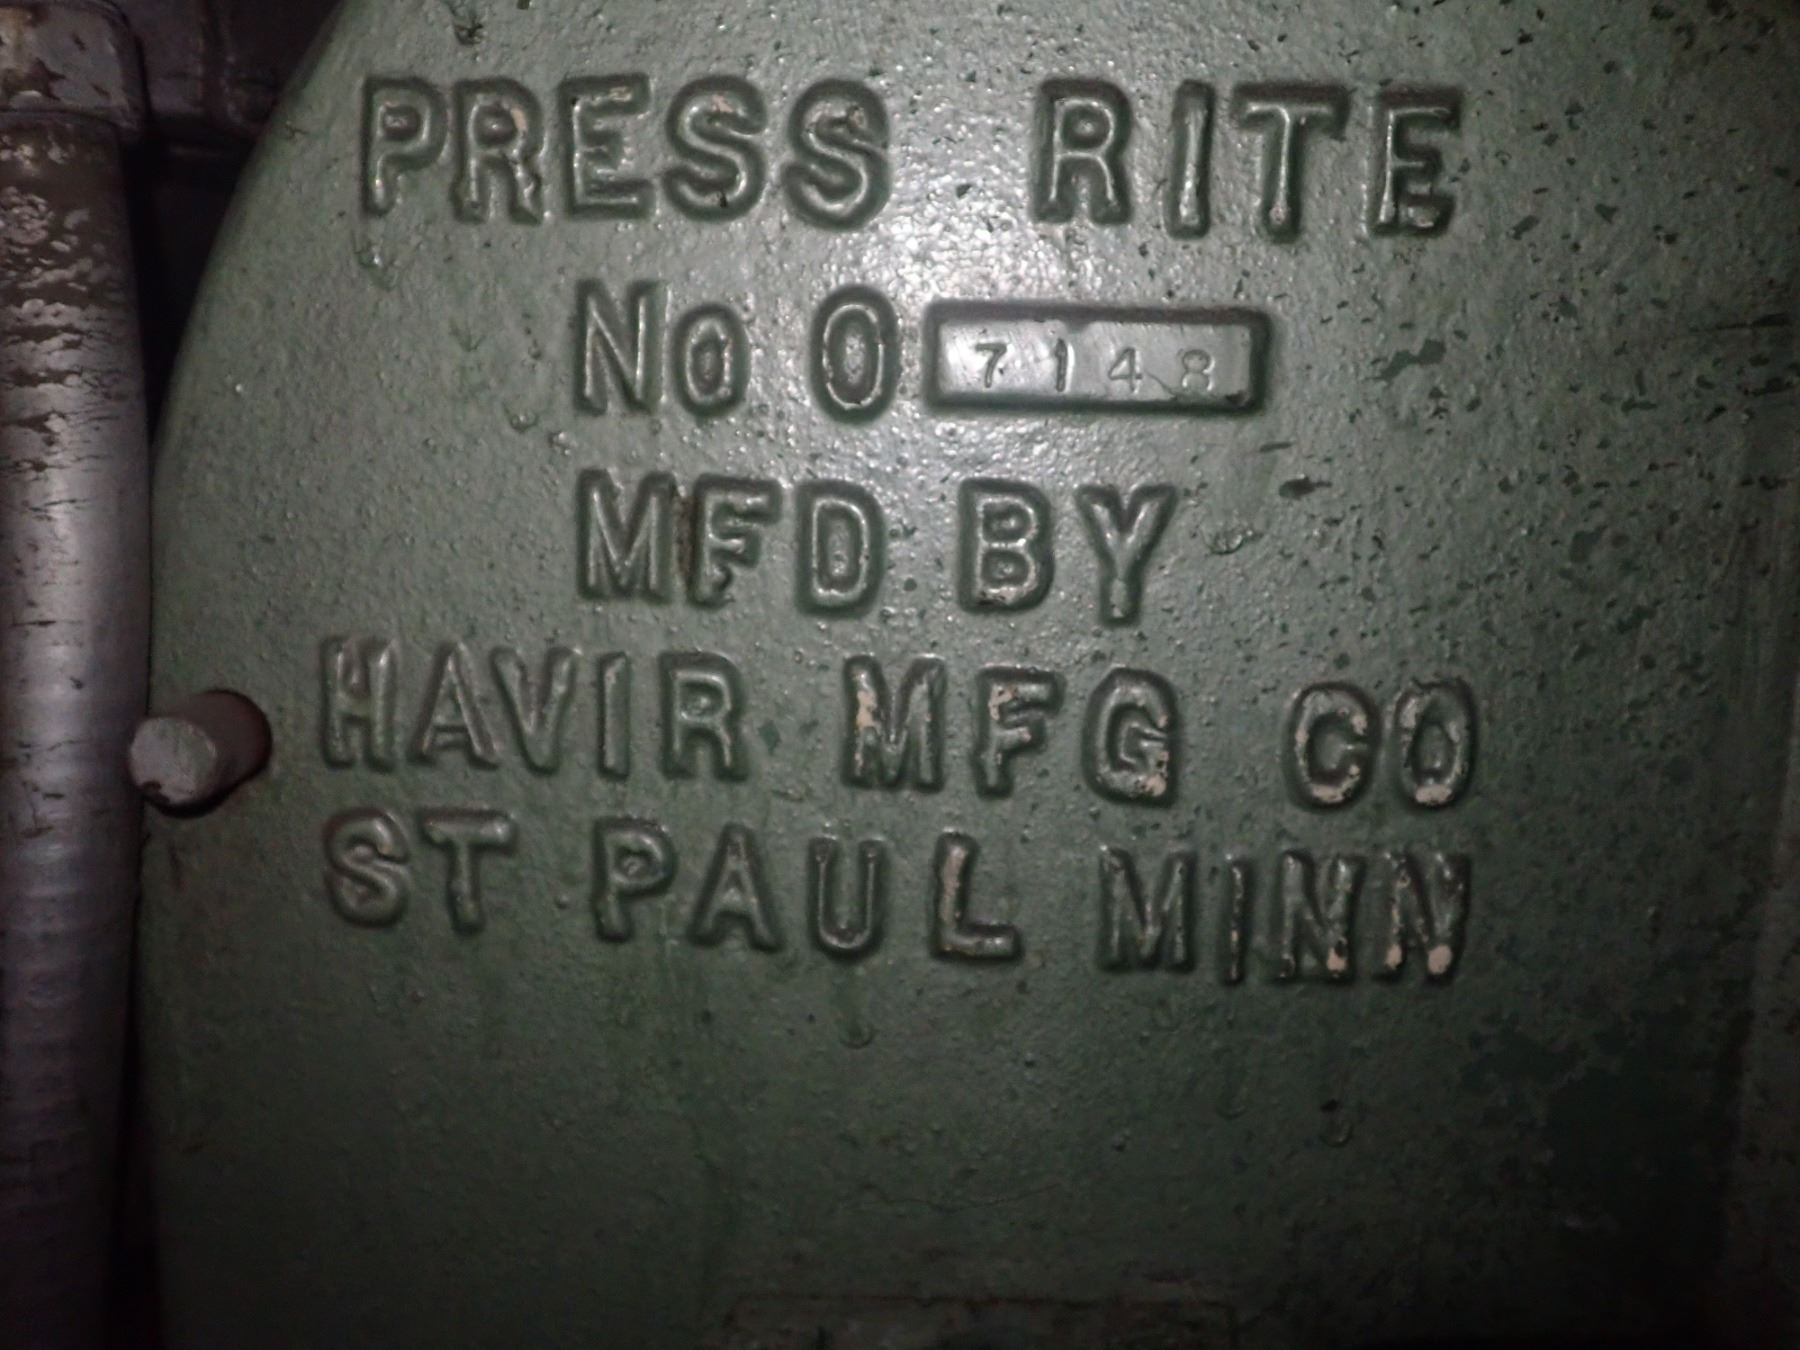 PRESS RITE
No 0 7148
MFD BY
HAVIR MFG CO
ST PAUL MINN